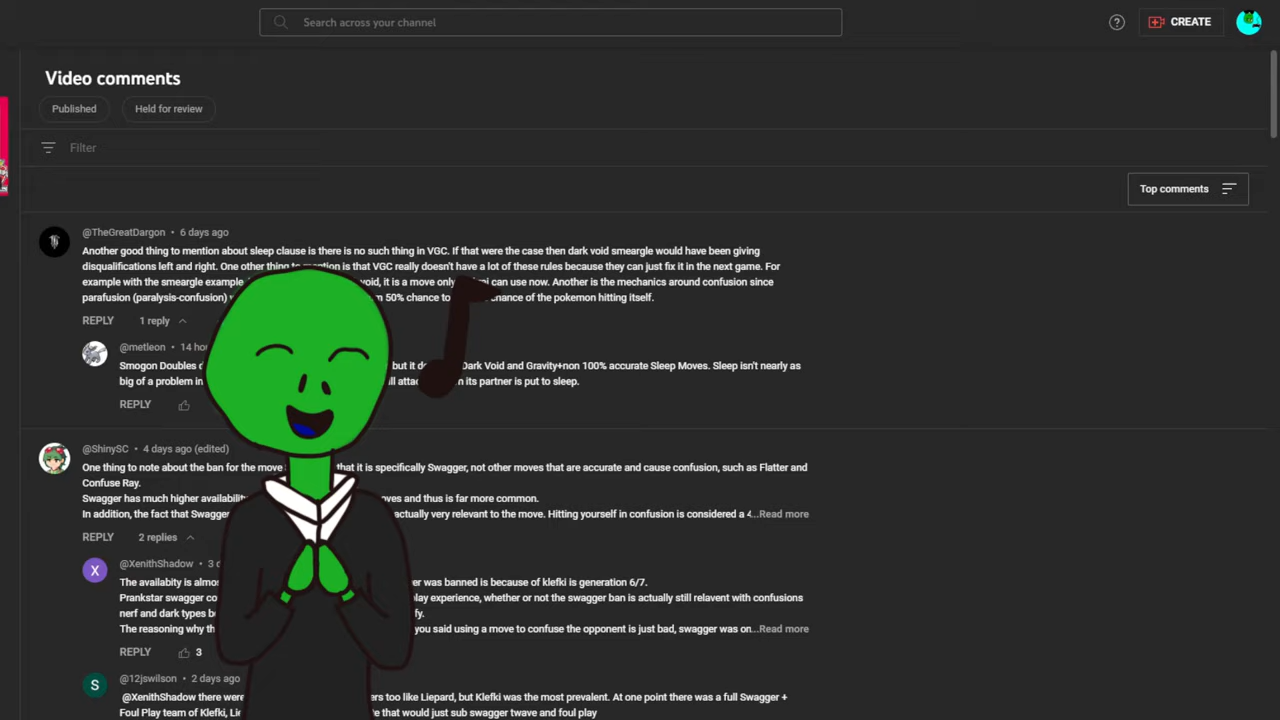 Search across your channel
CREATE
Video comments
Published
Held for review
Filter
Top comments
@TheGreatDargon • 6 days ago
Another good thing to mention about sleep clause is there is no such thing in VGC. If that were the case then dark void smeargle would have been giving
disqualifications left and right. One other thing to mention is that VGC really doesn't have a lot of these rules because they can just fix it in the next game. For
example with the smeargle example void, it is a move only can use now. Another is the mechanics around confusion since
parafusion (paralysis-confusion) 50% chance to chance of the pokemon hitting itself.
REPLY 1 reply
@metleon • 14
Smogon Doubles but it Dark Void and Gravity+non 100% accurate Sleep Moves. Sleep isn't nearly as
big of a problem in its partner is put to sleep.
REPLY
@ShinySC • 4 days ago (edited)
One thing to note about the ban for the move that it is specifically Swagger, not other moves that are accurate and cause confusion, such as Flatter and
Confuse Ray.
Swagger has much higher availability and thus is far more common.
In addition, the fact that Swagger actually very relevant to the move. Hitting yourself in confusion is considered a 4...Read more
REPLY 2 replies
X
@XenithShadow • 3
The availabity is was banned is because of klefki is generation 6/7.
Prankstar swagger play experience, whether or not the swagger ban is actually still relavent with confusions
nerf and dark types
The reasoning why you said using a move to confuse the opponent is just bad, swagger was on...Read more
REPLY 3
S
@12jswilson • 2 days ago
@XenithShadow there were too like Liepard, but Klefki was the most prevalent. At one point there was a full Swagger +
Foul Play team of Klefki, that would just sub swagger twave and foul play